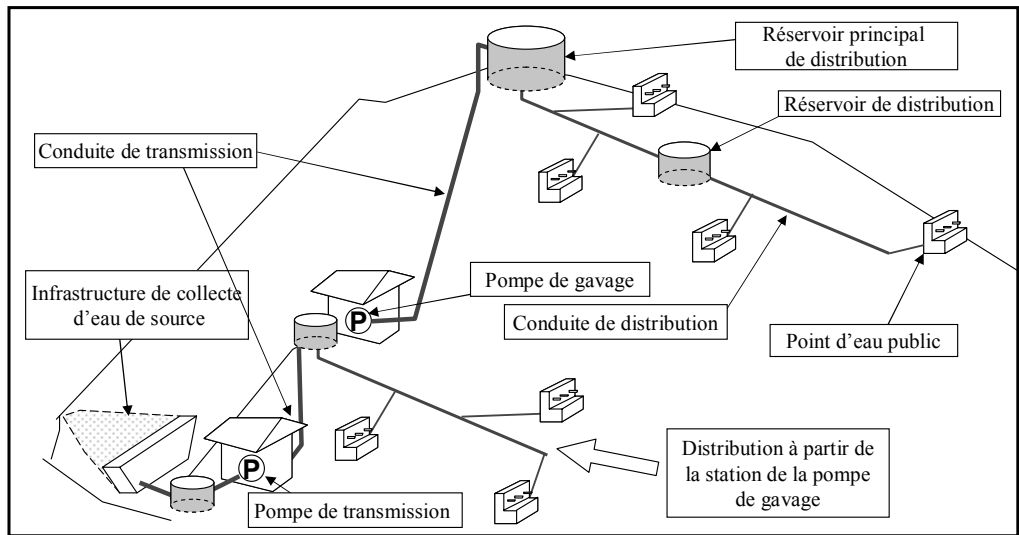 Réservoir principal
de distribution
Réservoir de distribution
Conduite de transmission
Infrastructure de collecte
d'eau de source
Pompe de gavage
Conduite de distribution
Point d'eau public
P
P
Pompe de transmission
Distribution à partir de
la station de la pompe
de gavage